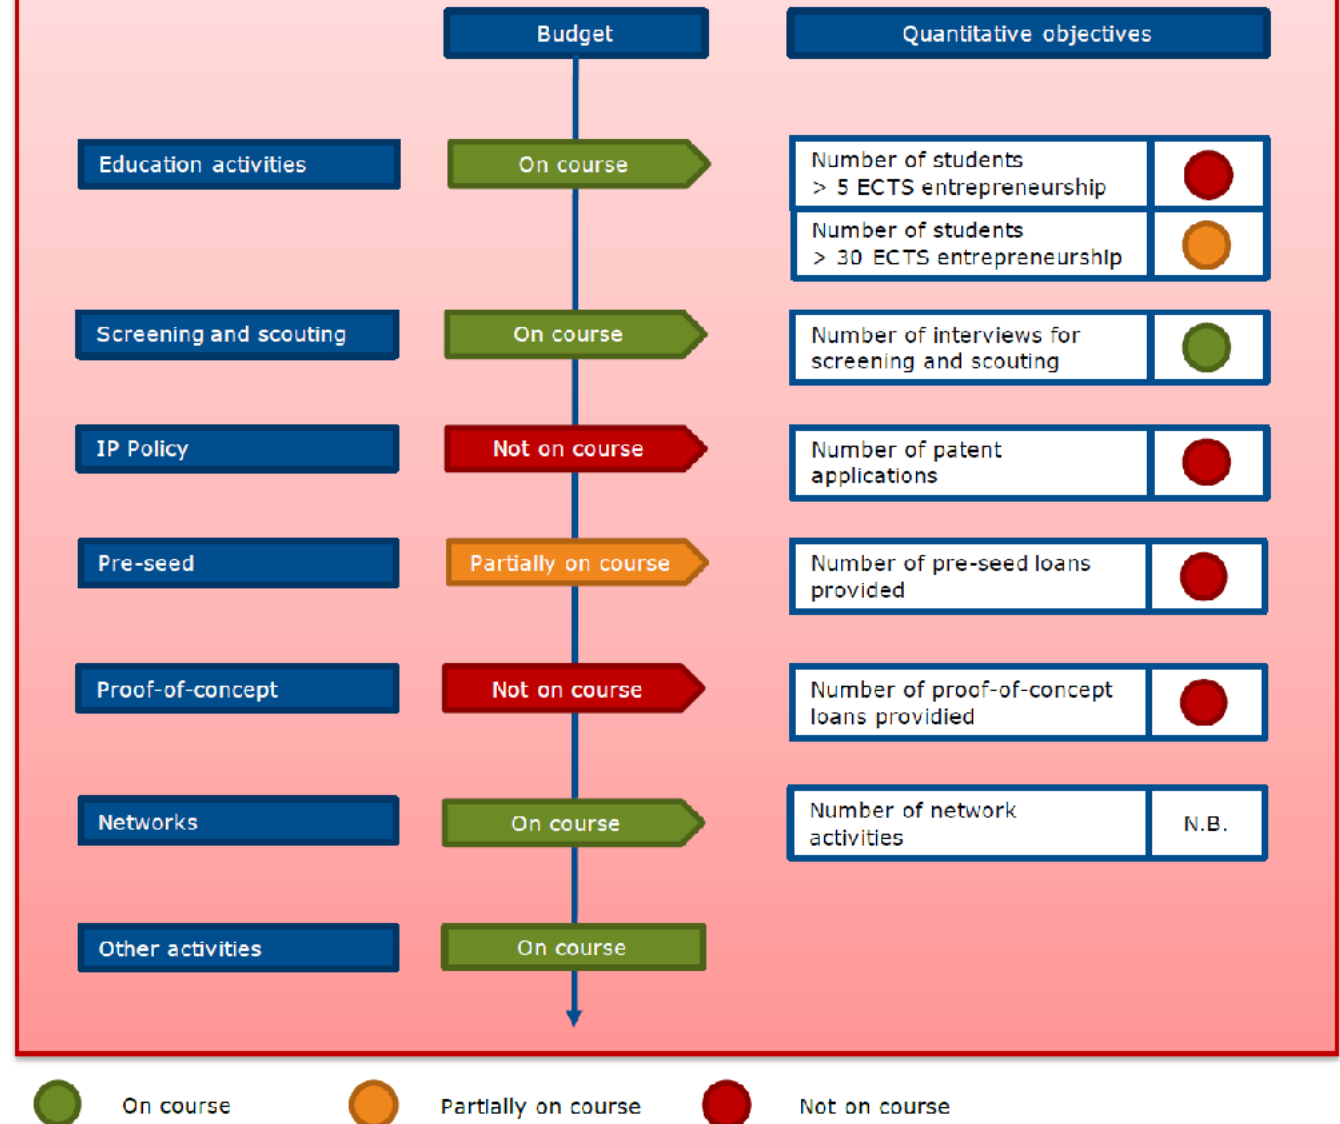 Budget
Quantitative objectives
Education activities
On course
Number of students
> 5 ECTS entrepreneurship
Number of students
> 30 ECTS entrepreneurship
Screening and scouting
On course
Number of interviews for
screening and scouting
IP Policy
Not on course
Number of patent
applications
Pre-seed
Partially on course
Number of pre-seed loans
provided
Proof-of-concept
Not on course
Number of proof-of-concept
loans providied
Networks
On course
Number of network
activities
N.B.
Other activities
On course
On course
Partially on course
Not on course